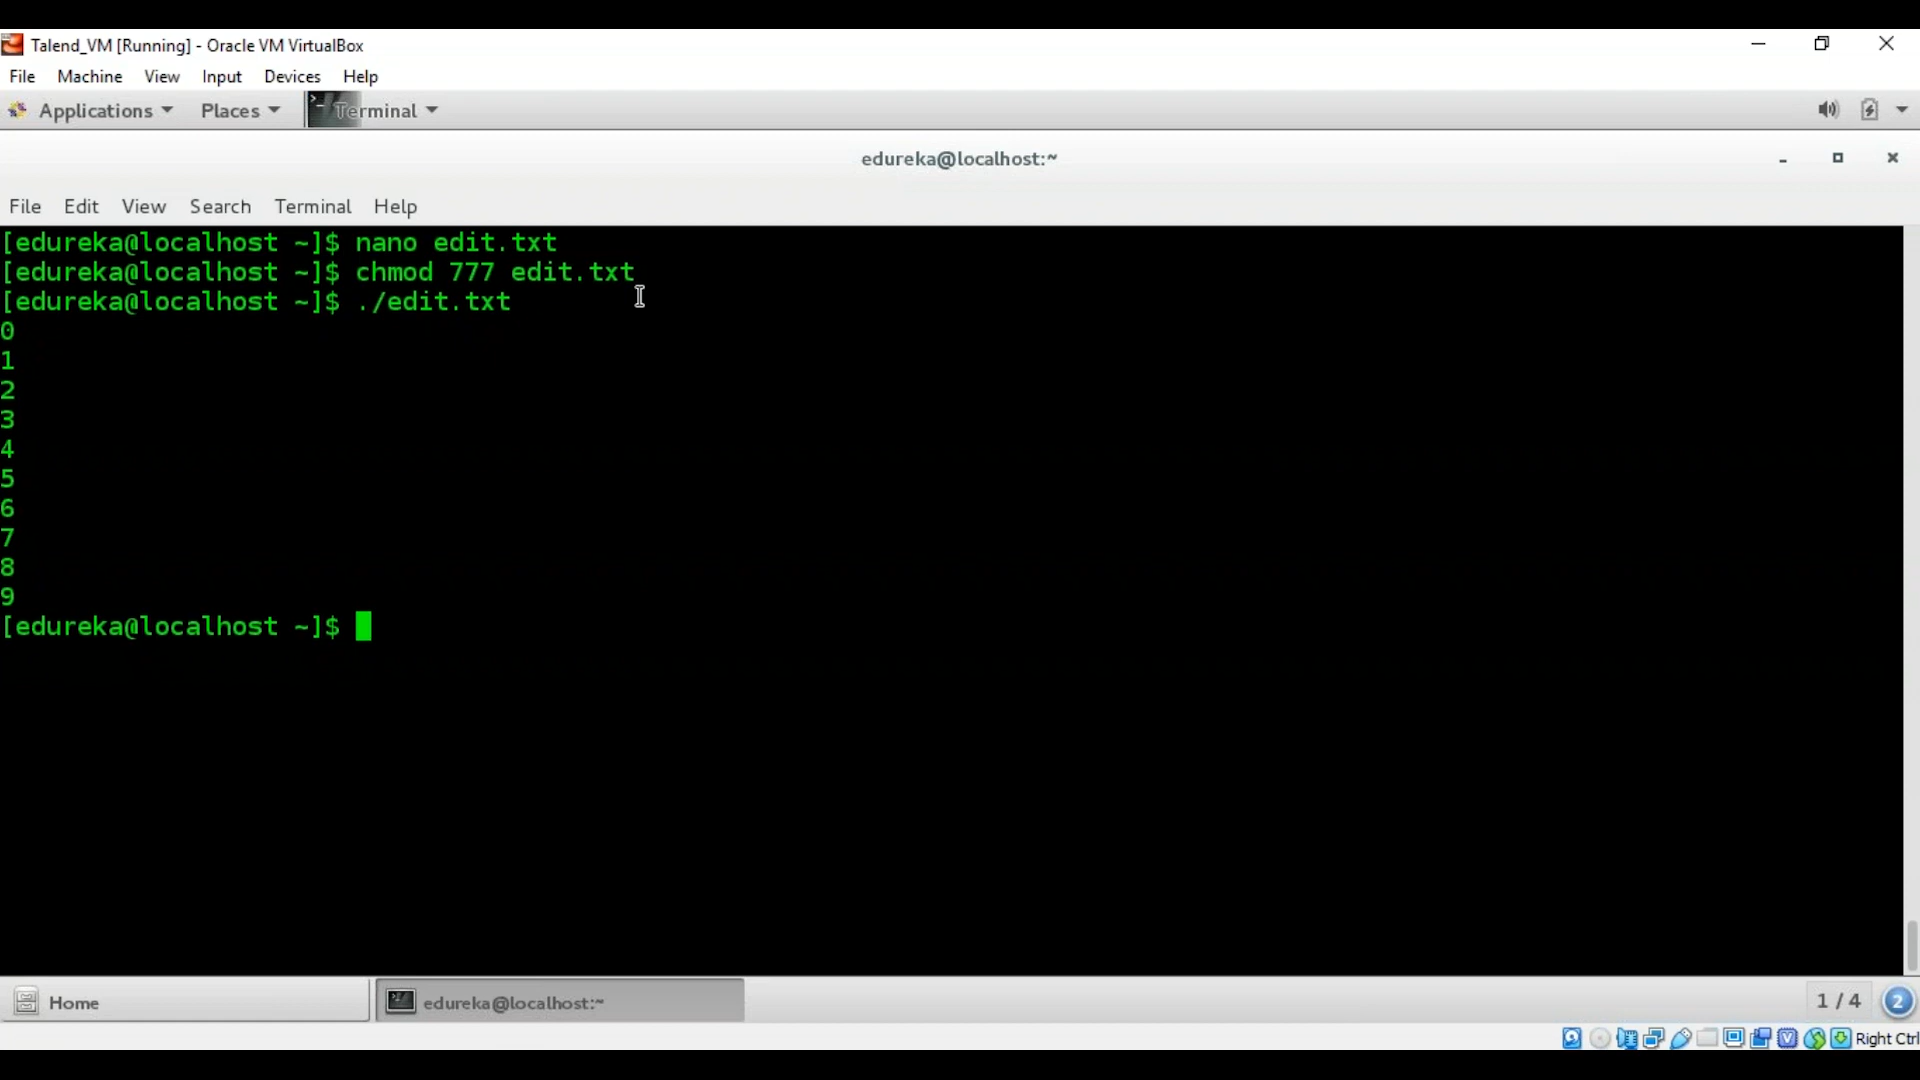 Talend_VM [Running] - Oracle VM VirtualBox
File Machine View Input Devices Help
Applications Places Terminal
edureka@localhost:~
File Edit View Search Terminal Help
[edureka@localhost ~]$ nano edit.txt
[edureka@localhost ~]$ chmod 777 edit.txt
[edureka@localhost ~]$ ./edit.txt
0
1
2
3
4
5
6
7
8
9
[edureka@localhost ~]$
Home edureka@localhost:~ 1 / 4 2
Right Ctrl